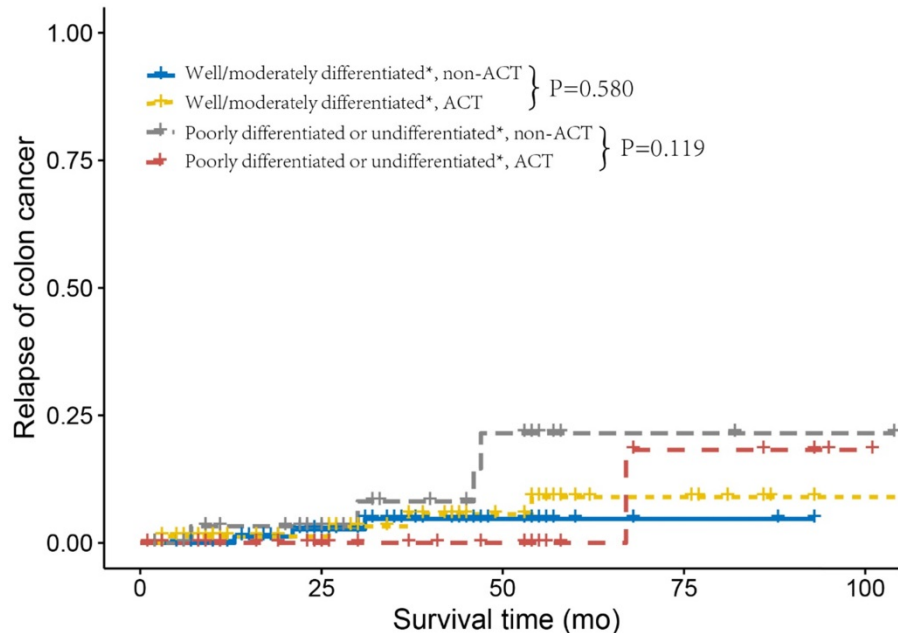 1.00
Well/moderately differentiated*, non-ACT
Well/moderately differentiated*, ACT
P=0.580
Poorly differentiated or undifferentiated*, non-ACT
Poorly differentiated or undifferentiated*, ACT
P=0.119
0.75
0.50
0.25
0.00
Relapse of colon cancer
0 25 50 75 100
Survival time (mo)